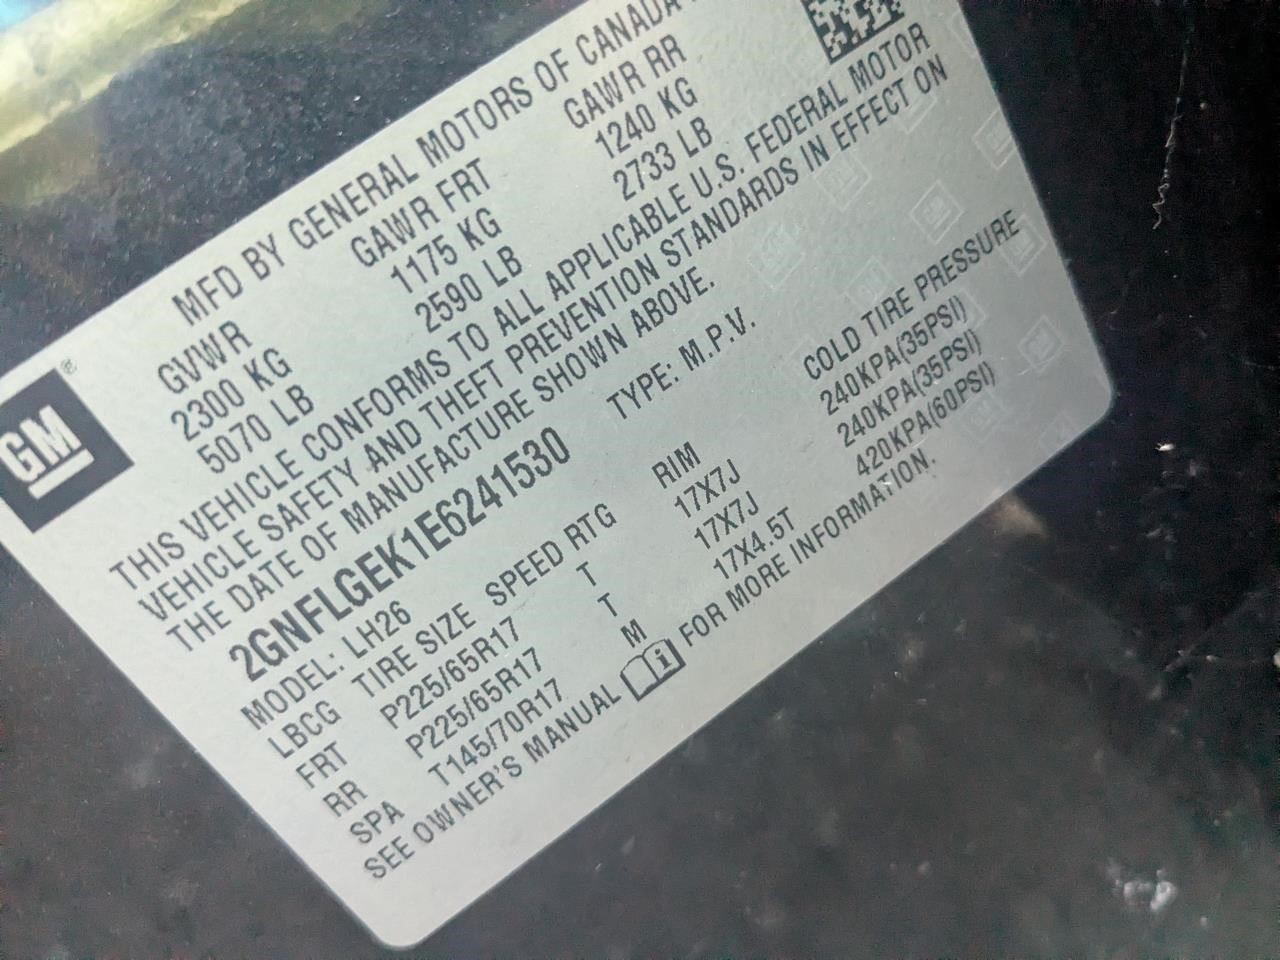 MFD BY GENERAL MOTORS OF CANADA
GVWR GAWR FRT GAWR RR
2300 KG 1175 KG 1240 KG
5070 LB 2590 LB 2733 LB
THIS VEHICLE CONFORMS TO ALL APPLICABLE U.S. FEDERAL MOTOR
VEHICLE SAFETY AND THEFT PREVENTION STANDARDS IN EFFECT ON
THE DATE OF MANUFACTURE SHOWN ABOVE.
GM®
2GNFLGEK1E6241530 TYPE: M.P.V.
MODEL: LH26
LBCG TIRE SIZE SPEED RTG RIM COLD TIRE PRESSURE
FRT P225/65R17 T 17X7J 240KPA(35PSI)
RR P225/65R17 T 17X7J 240KPA(35PSI)
SPA T145/70R17 M 17X4.5T 420KPA(60PSI)
SEE OWNER'S MANUAL i FOR MORE INFORMATION.